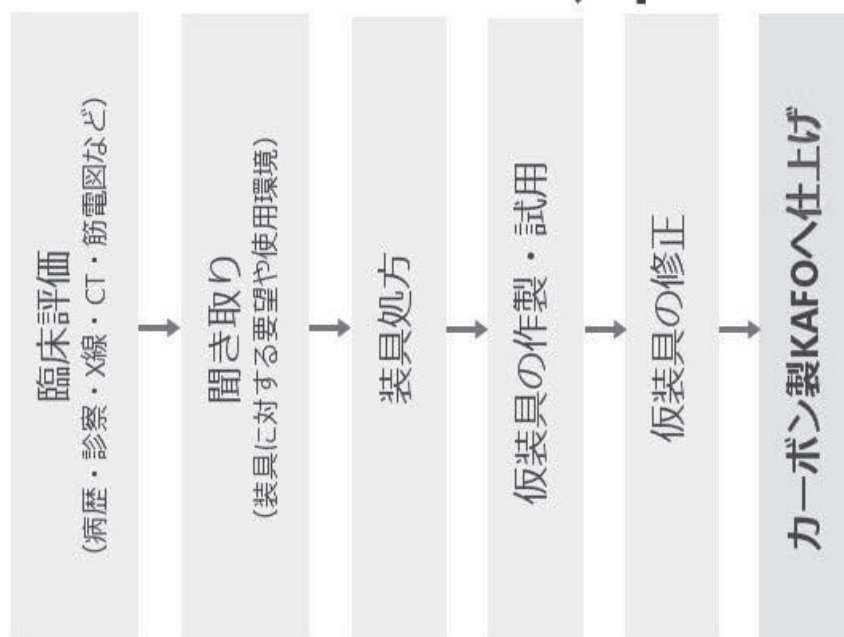 臨床評価
(病歴・診察・X線・CT・筋電図など)
聞き取り
(装具に対する要望や使用環境)
装具処方
仮装具の作製・試用
仮装具の修正
カーボン製KAFOへ仕上げ